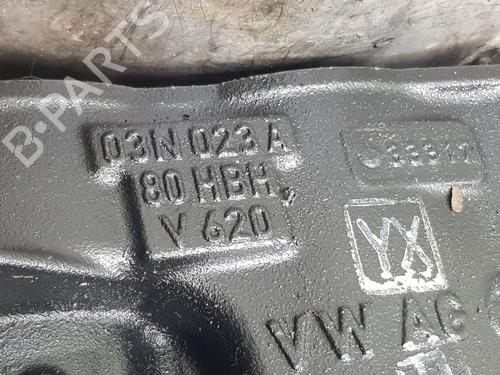 B-PARTS
03N 023 A
80 HBH
V 620
YX
VW AG